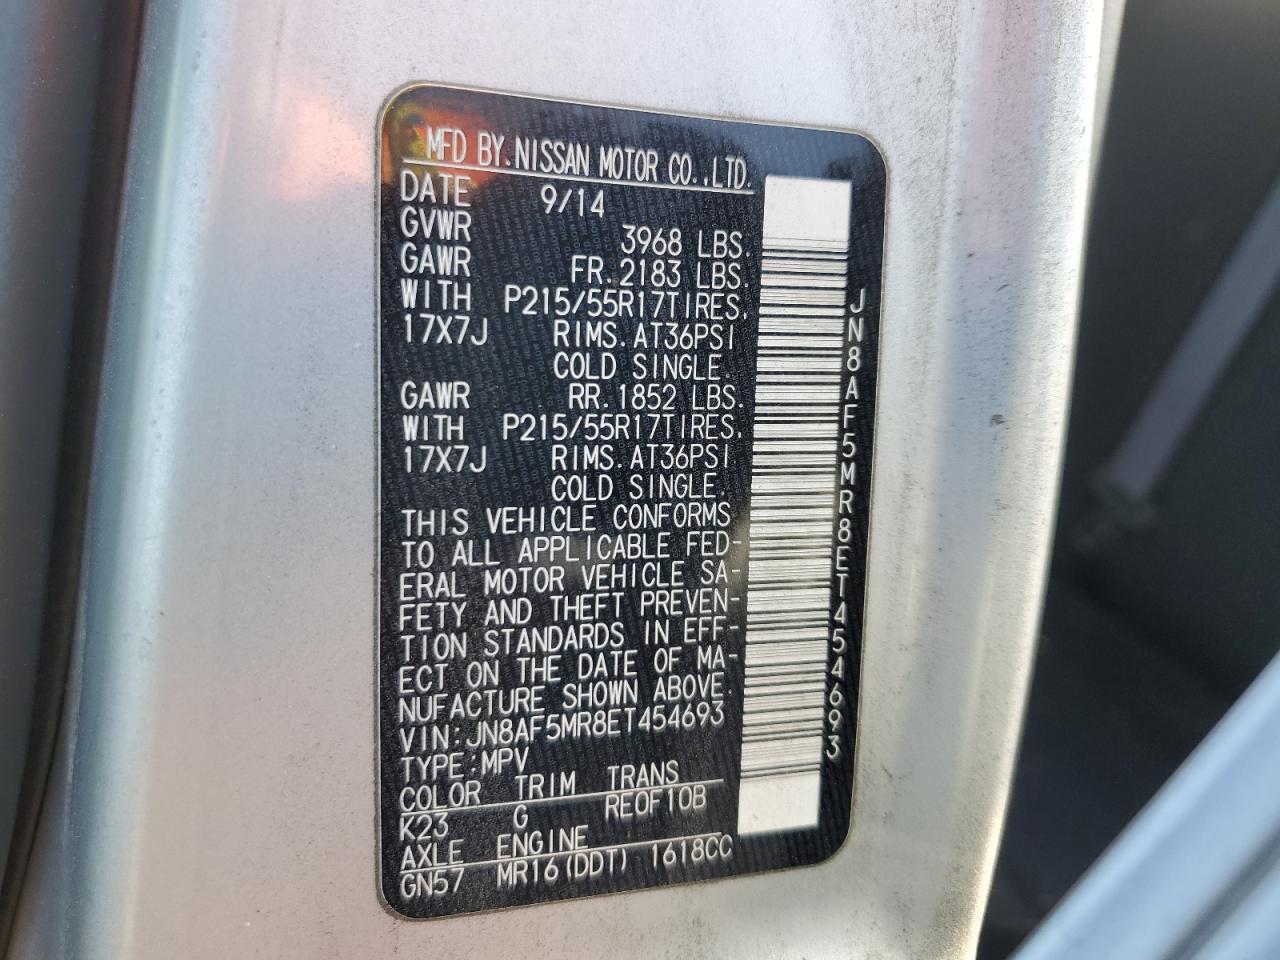 MFD BY.NISSAN MOTOR CO.,LTD.
DATE 9/14
GVWR 3968 LBS.
GAWR FR.2183 LBS.
WITH P215/55R17TIRES.
17X7J RIMS.AT36PSI
COLD SINGLE.
GAWR RR.1852 LBS.
WITH P215/55R17TIRES.
17X7J RIMS.AT36PSI
COLD SINGLE.
THIS VEHICLE CONFORMS
TO ALL APPLICABLE FED-
ERAL MOTOR VEHICLE SA-
FETY AND THEFT PREVEN-
TION STANDARDS IN EFF-
ECT ON THE DATE OF MA-
NUFACTURE SHOWN ABOVE.
VIN:JN8AF5MR8ET454693
TYPE:MPV
COLOR TRIM TRANS
K23 G RE0F10B
AXLE ENGINE
GN57 MR16(DDT) 1618CC
JN8AF5MR8ET454693